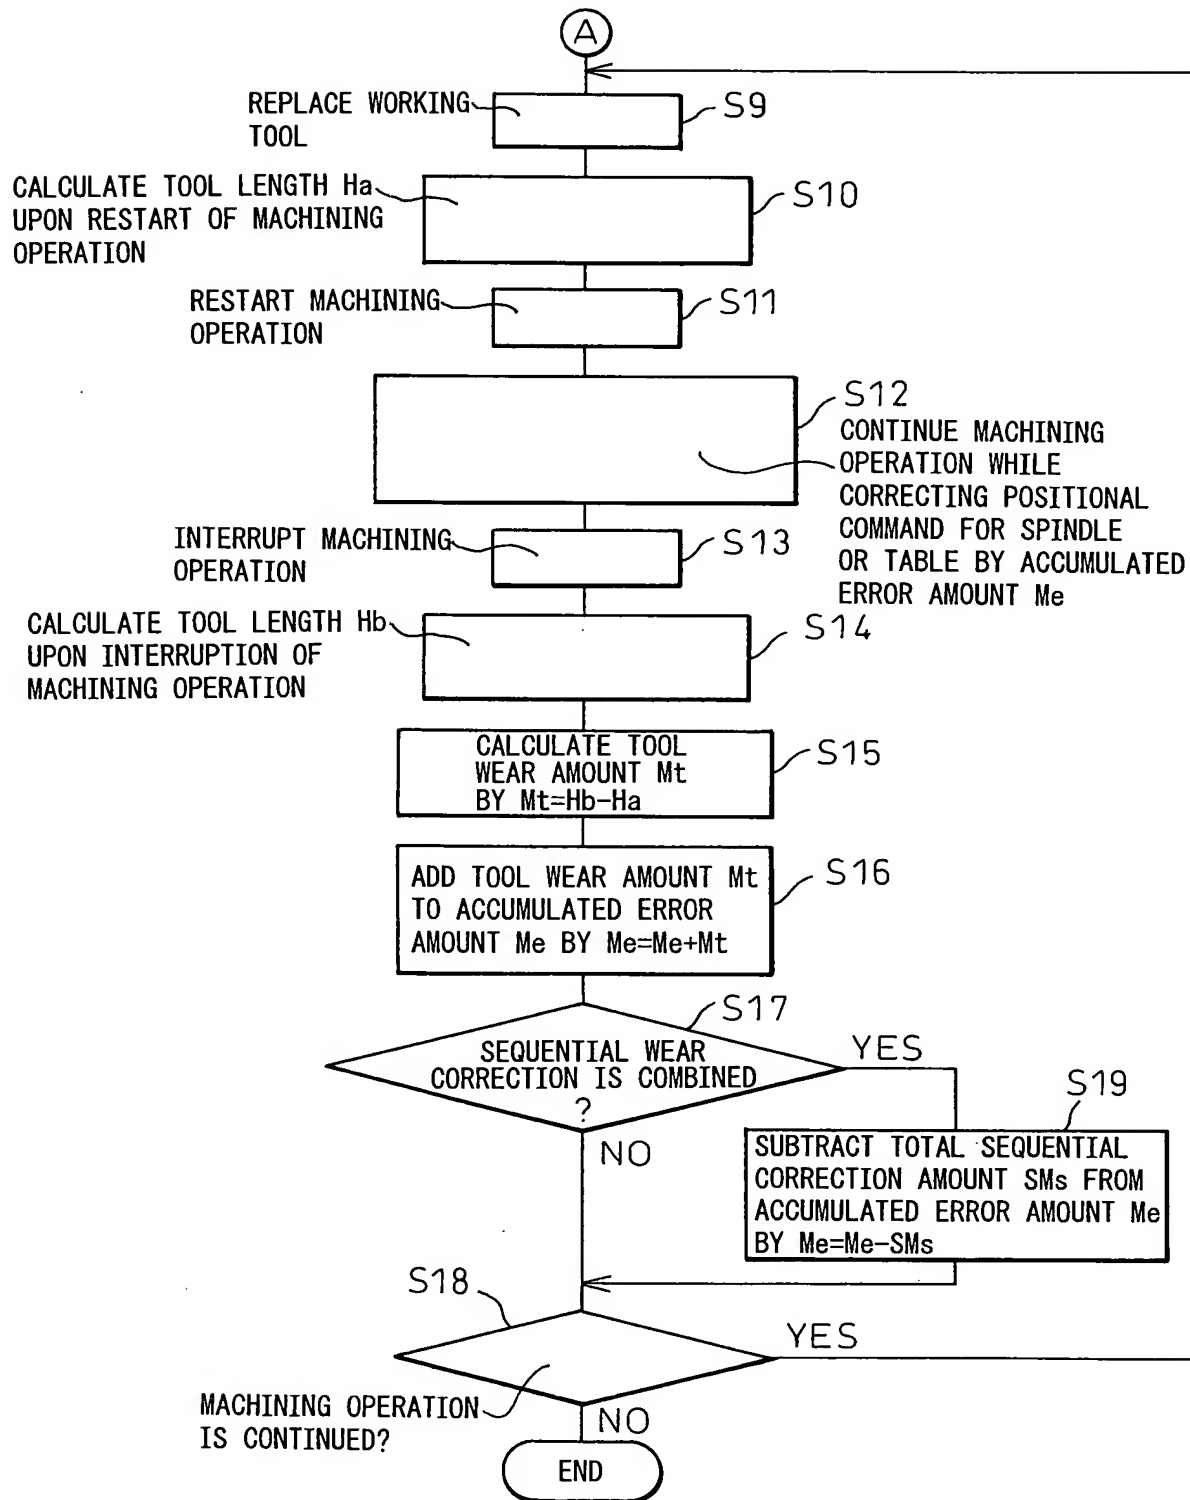 A
REPLACE WORKING
TOOL
S9
CALCULATE TOOL LENGTH Ha
UPON RESTART OF MACHINING
OPERATION
S10
RESTART MACHINING
OPERATION
S11
S12
CONTINUE MACHINING
OPERATION WHILE
CORRECTING POSITIONAL
COMMAND FOR SPINDLE
OR TABLE BY ACCUMULATED
ERROR AMOUNT Me
INTERRUPT MACHINING
OPERATION
S13
CALCULATE TOOL LENGTH Hb
UPON INTERRUPTION OF
MACHINING OPERATION
S14
CALCULATE TOOL
WEAR AMOUNT Mt
BY Mt=Hb-Ha
S15
ADD TOOL WEAR AMOUNT Mt
TO ACCUMULATED ERROR
AMOUNT Me BY Me=Me+Mt
S16
S17
SEQUENTIAL WEAR
CORRECTION IS COMBINED
?
YES
NO
S19
SUBTRACT TOTAL SEQUENTIAL
CORRECTION AMOUNT SMs FROM
ACCUMULATED ERROR AMOUNT Me
BY Me=Me-SMs
S18
YES
MACHINING OPERATION
IS CONTINUED?
NO
END